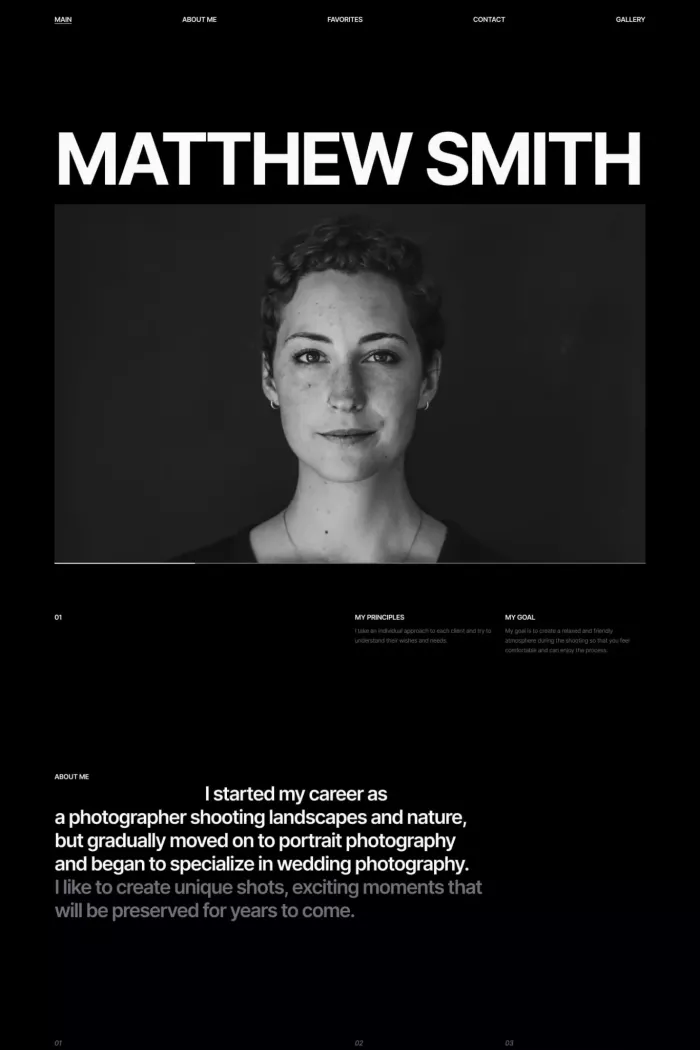 MAIN
ABOUT ME
FAVORITES
CONTACT
GALLERY
MATTHEW SMITH
01
MY PRINCIPLES
I take an individual approach to each client and try to
understand their wishes and needs.
MY GOAL
My goal is to create a relaxed and friendly
atmosphere during the shooting so that you feel
comfortable and can enjoy the process.
ABOUT ME
I started my career as
a photographer shooting landscapes and nature,
but gradually moved on to portrait photography
and began to specialize in wedding photography.
I like to create unique shots, exciting moments that
will be preserved for years to come.
01
02
03